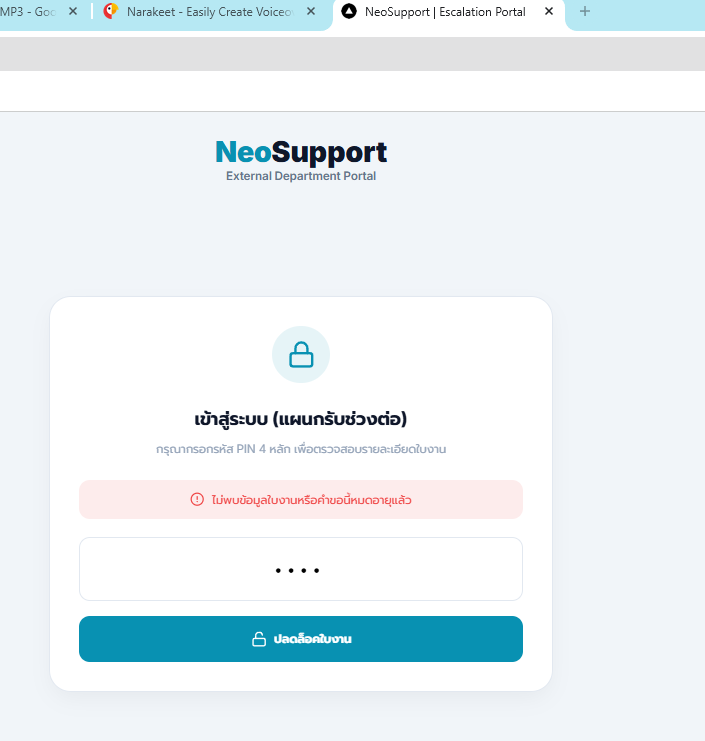 MP3 - Goo
Narakeet - Easily Create Voiceov
NeoSupport | Escalation Portal
NeoSupport
External Department Portal
เข้าสู่ระบบ (แผนกรับช่วงต่อ)
กรุณากรอกรหัส PIN 4 หลัก เพื่อตรวจสอบรายละเอียดใบงาน
ไม่พบข้อมูลใบงานหรือคำขอนี้หมดอายุแล้ว
ปลดล็อคใบงาน